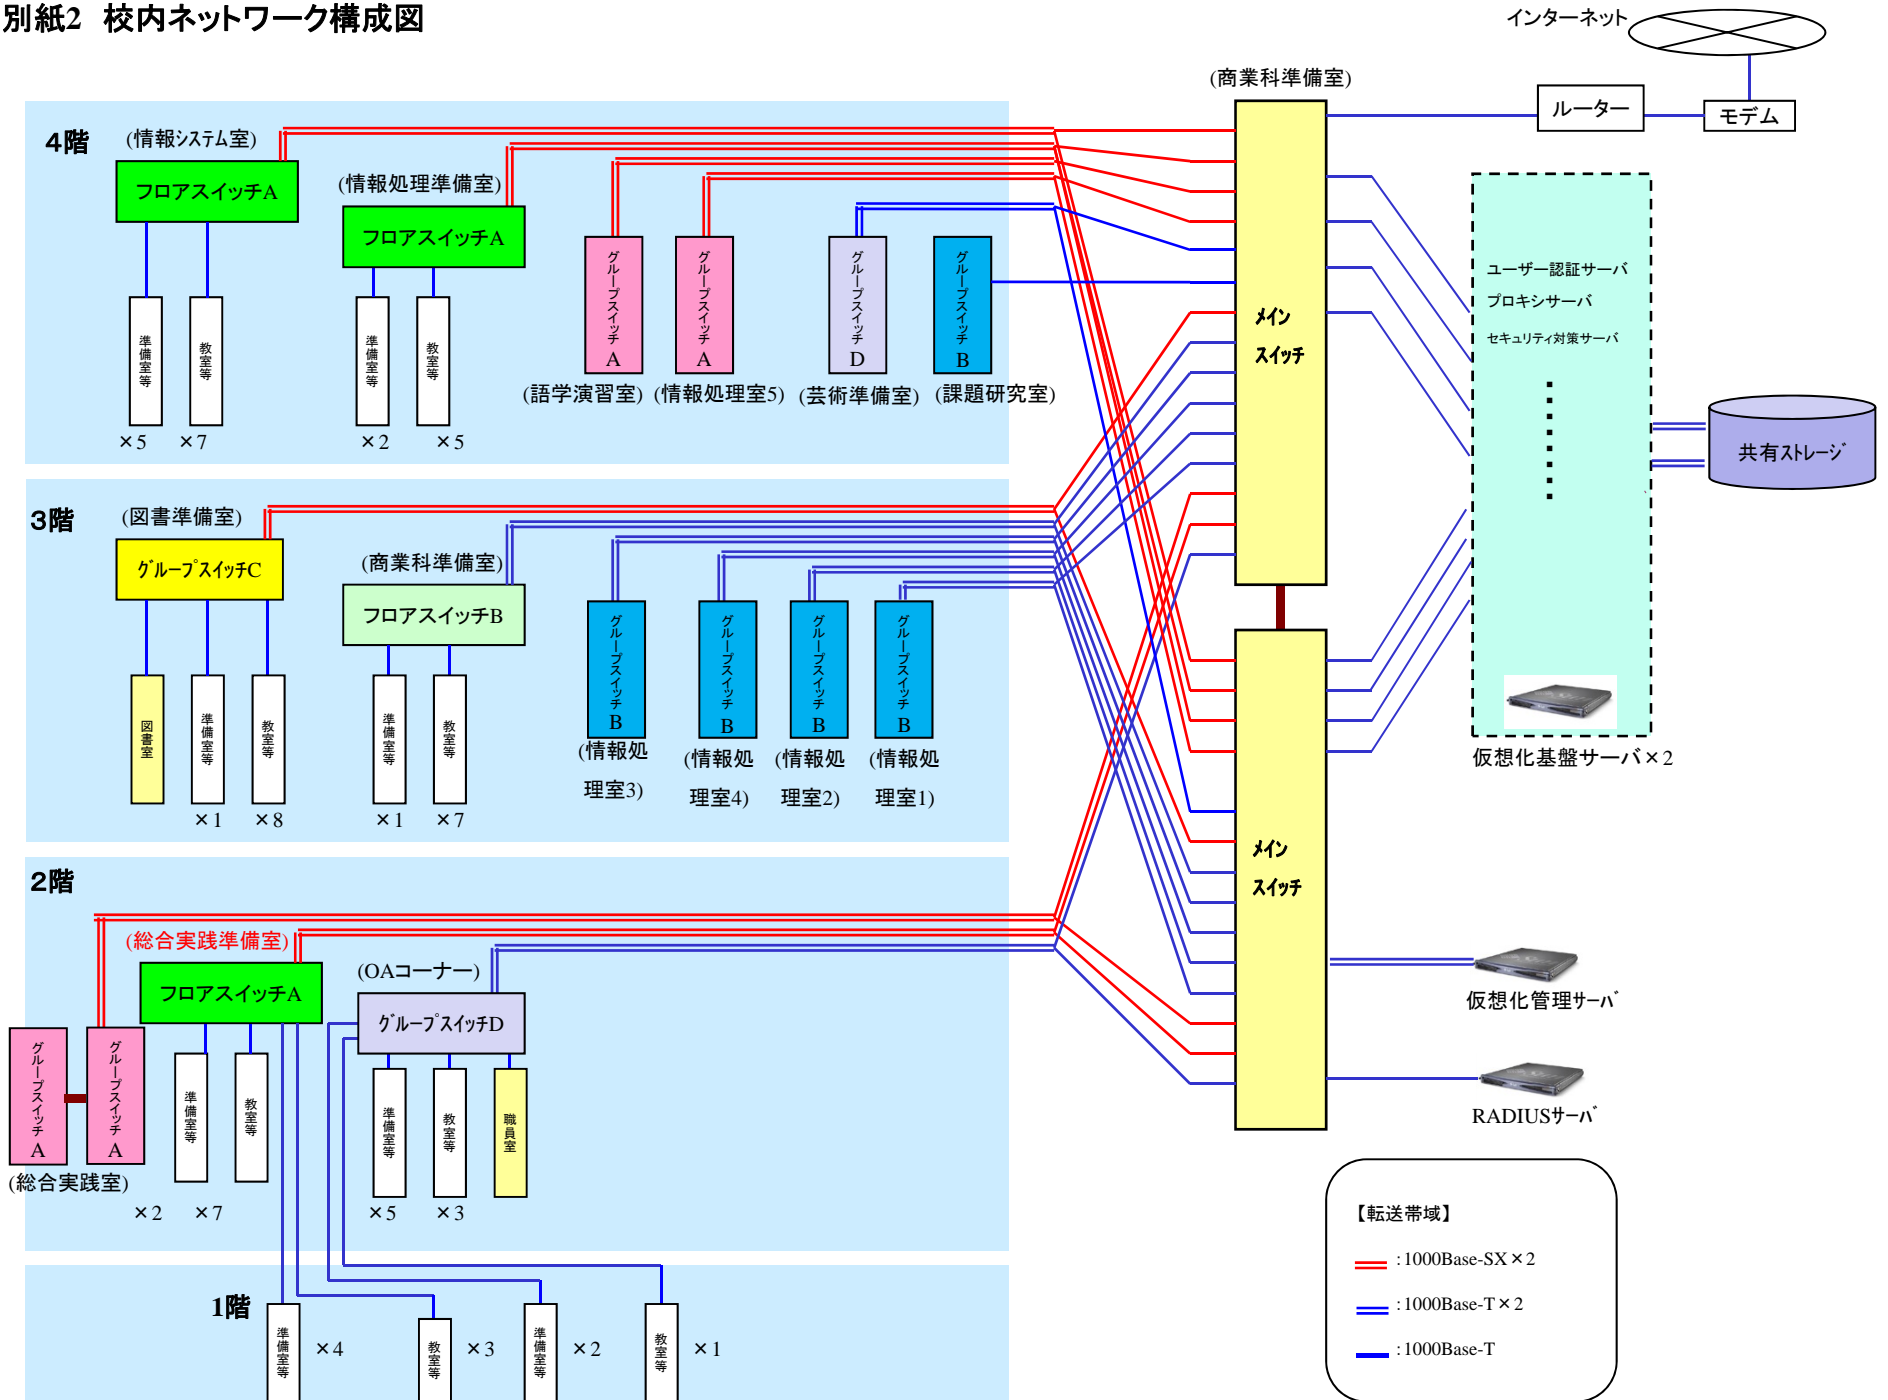 別紙2 校内ネットワーク構成図
インターネット
(商業科準備室)
ルーター
モデム
4階
(情報システム室)
フロアスイッチA
準備室等
教室等
×5
×7
(情報処理準備室)
フロアスイッチA
準備室等
教室等
×2
×5
グループスイッチ
A
(語学演習室)
グループスイッチ
A
(情報処理室5)
グループスイッチ
D
(芸術準備室)
グループスイッチ
B
(課題研究室)
メイン
スイッチ
ユーザー認証サーバ
プロキシサーバ
セキュリティ対策サーバ
共有ストレージ
仮想化基盤サーバ×2
3階
(図書準備室)
グループスイッチC
図書室
準備室等
教室等
×1
×8
(商業科準備室)
フロアスイッチB
準備室等
教室等
×1
×7
グループスイッチ
B
(情報処
理室3)
グループスイッチ
B
(情報処
理室4)
グループスイッチ
B
(情報処
理室2)
グループスイッチ
B
(情報処
理室1)
メイン
スイッチ
仮想化管理サーバ
RADIUSサーバ
2階
(総合実践準備室)
フロアスイッチA
グループスイッチ
A
グループスイッチ
A
(総合実践室)
準備室等
教室等
×2
×7
(OAコーナー)
グループスイッチD
準備室等
教室等
職員室
×5
×3
1階
準備室等
×4
教室等
×3
準備室等
×2
教室等
×1
【転送帯域】
:1000Base-SX×2
:1000Base-T×2
:1000Base-T